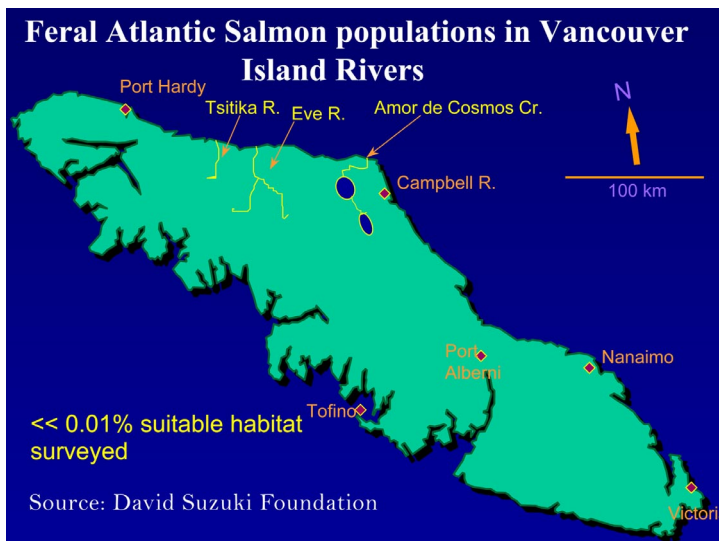 Feral Atlantic Salmon populations in Vancouver
Island Rivers
Port Hardy
Tsitika R.
Eve R.
Amor de Cosmos Cr.
N
Campbell R.
100 km
Port
Alberni
Nanaimo
Tofino
<< 0.01% suitable habitat
surveyed
Source: David Suzuki Foundation
Victori